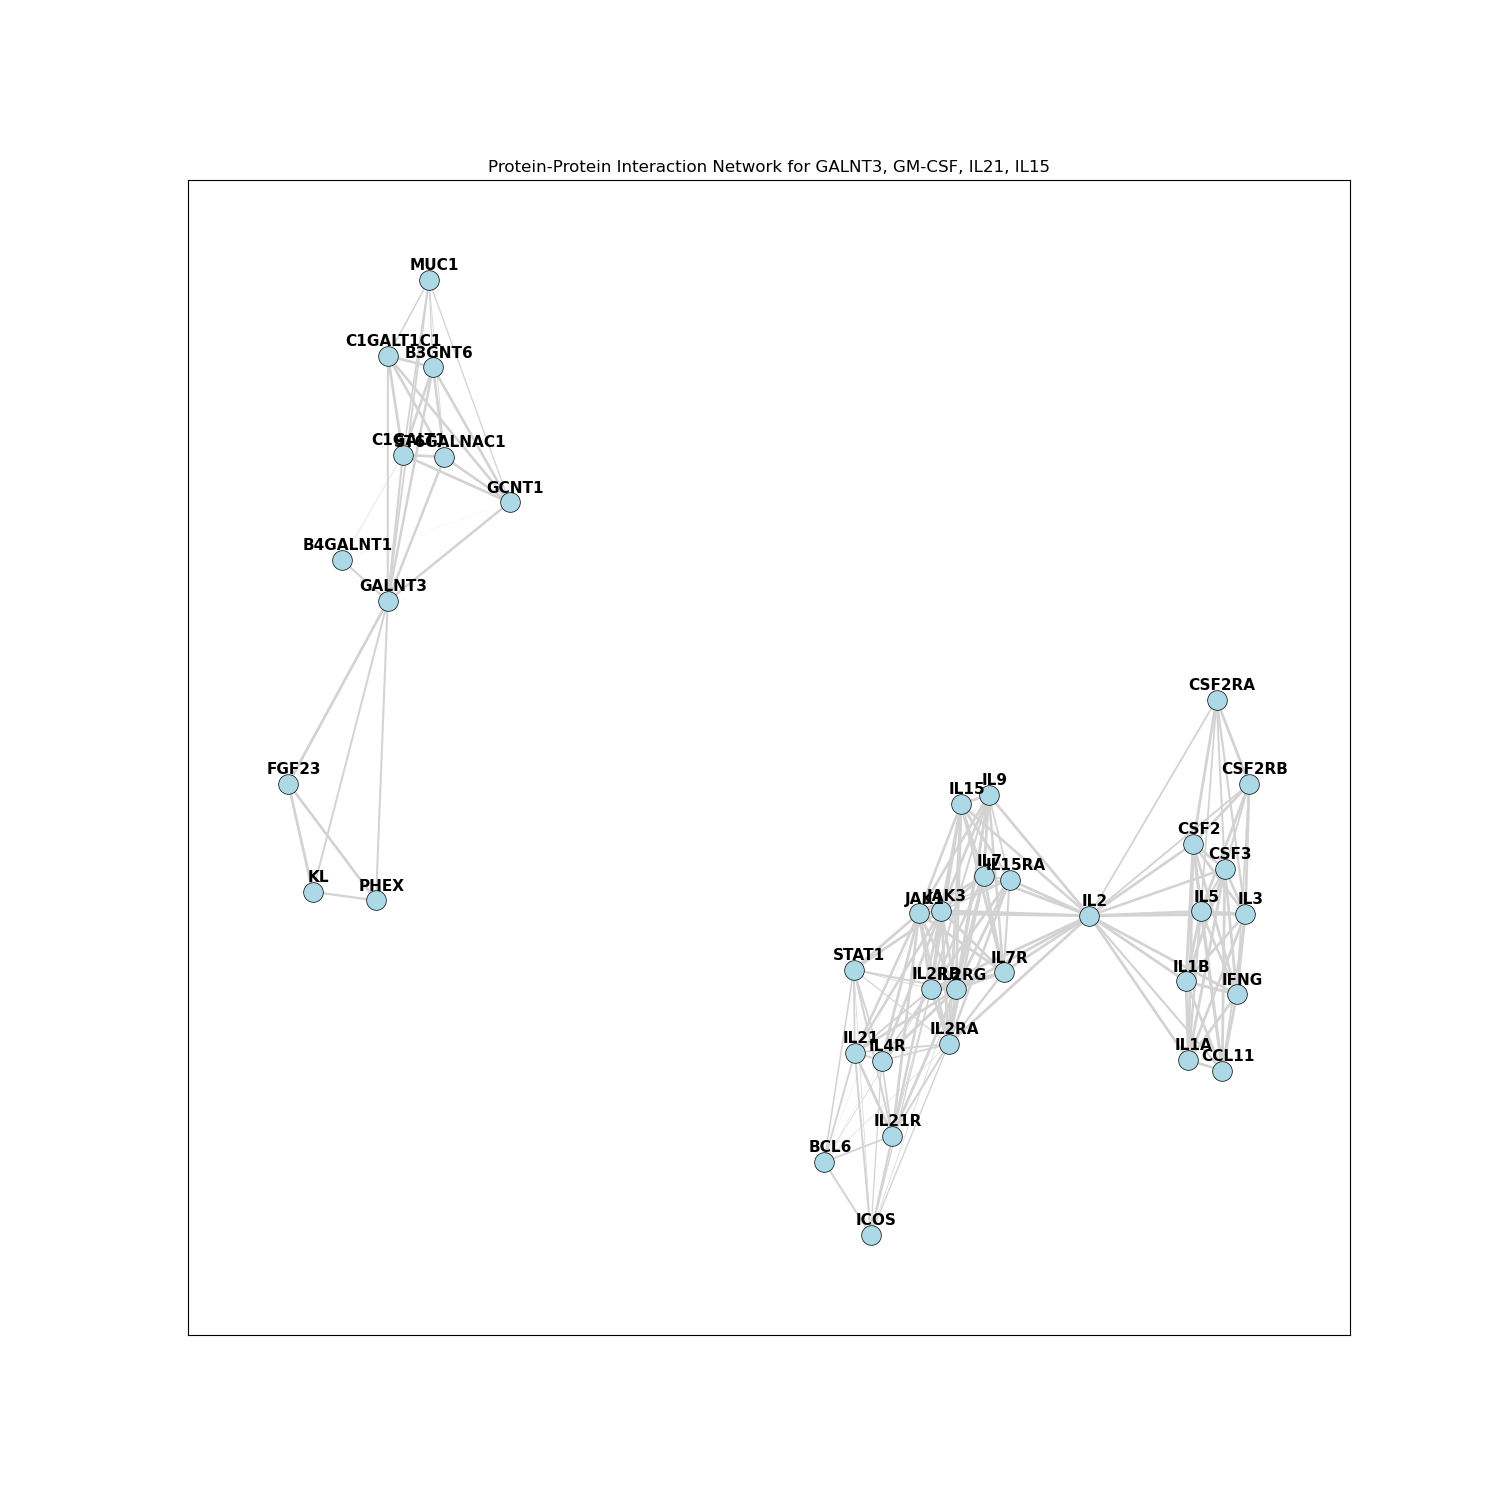 Protein-Protein Interaction Network for GALNT3, GM-CSF, IL21, IL15
MUC1
C1GALT1C1
B3GNT6
C1GALT1
ST6GALNAC1
GCNT1
B4GALNT1
GALNT3
CSF2RA
FGF23
CSF2RB
IL9
IL15
CSF2
CSF3
IL7
IL15RA
KL
PHEX
JAK1
JAK3
IL2
IL5
IL3
STAT1
IL7R
IL2RB
IL2RG
IL1B
IFNG
IL2RA
IL21
IL4R
IL1A
CCL11
IL21R
BCL6
ICOS